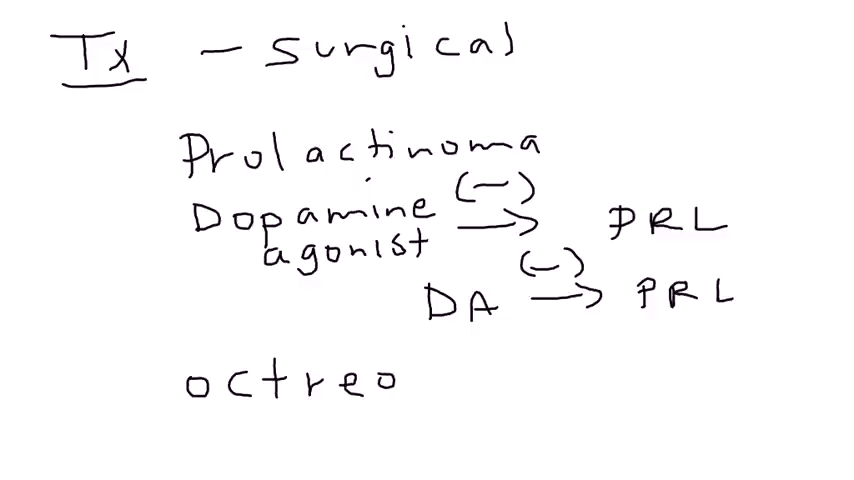 Tx - surgical
Prolactinoma
Dopamine (-) → PRL
agonist
DA (-) → PRL
octreo